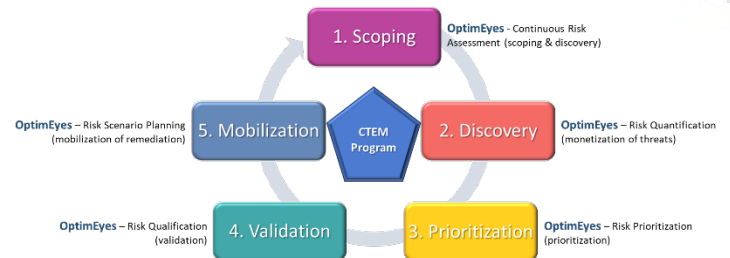 1. Scoping
OptimEyes - Continuous Risk
Assessment (scoping & discovery)
OptimEyes – Risk Scenario Planning
(mobilization of remediation)
5. Mobilization
CTEM
Program
2. Discovery
OptimEyes – Risk Quantification
(monetization of threats)
OptimEyes – Risk Qualification
(validation)
4. Validation
3. Prioritization
OptimEyes – Risk Prioritization
(prioritization)